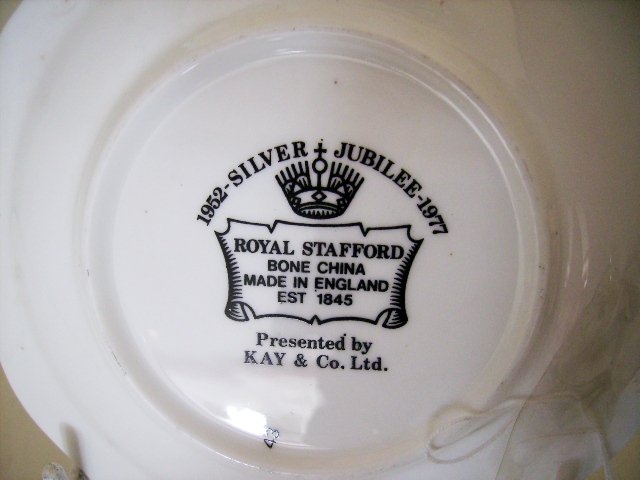 1952-SILVER JUBILEE-1977
ROYAL STAFFORD
BONE CHINA
MADE IN ENGLAND
EST 1845
Presented by
KAY & Co. Ltd.